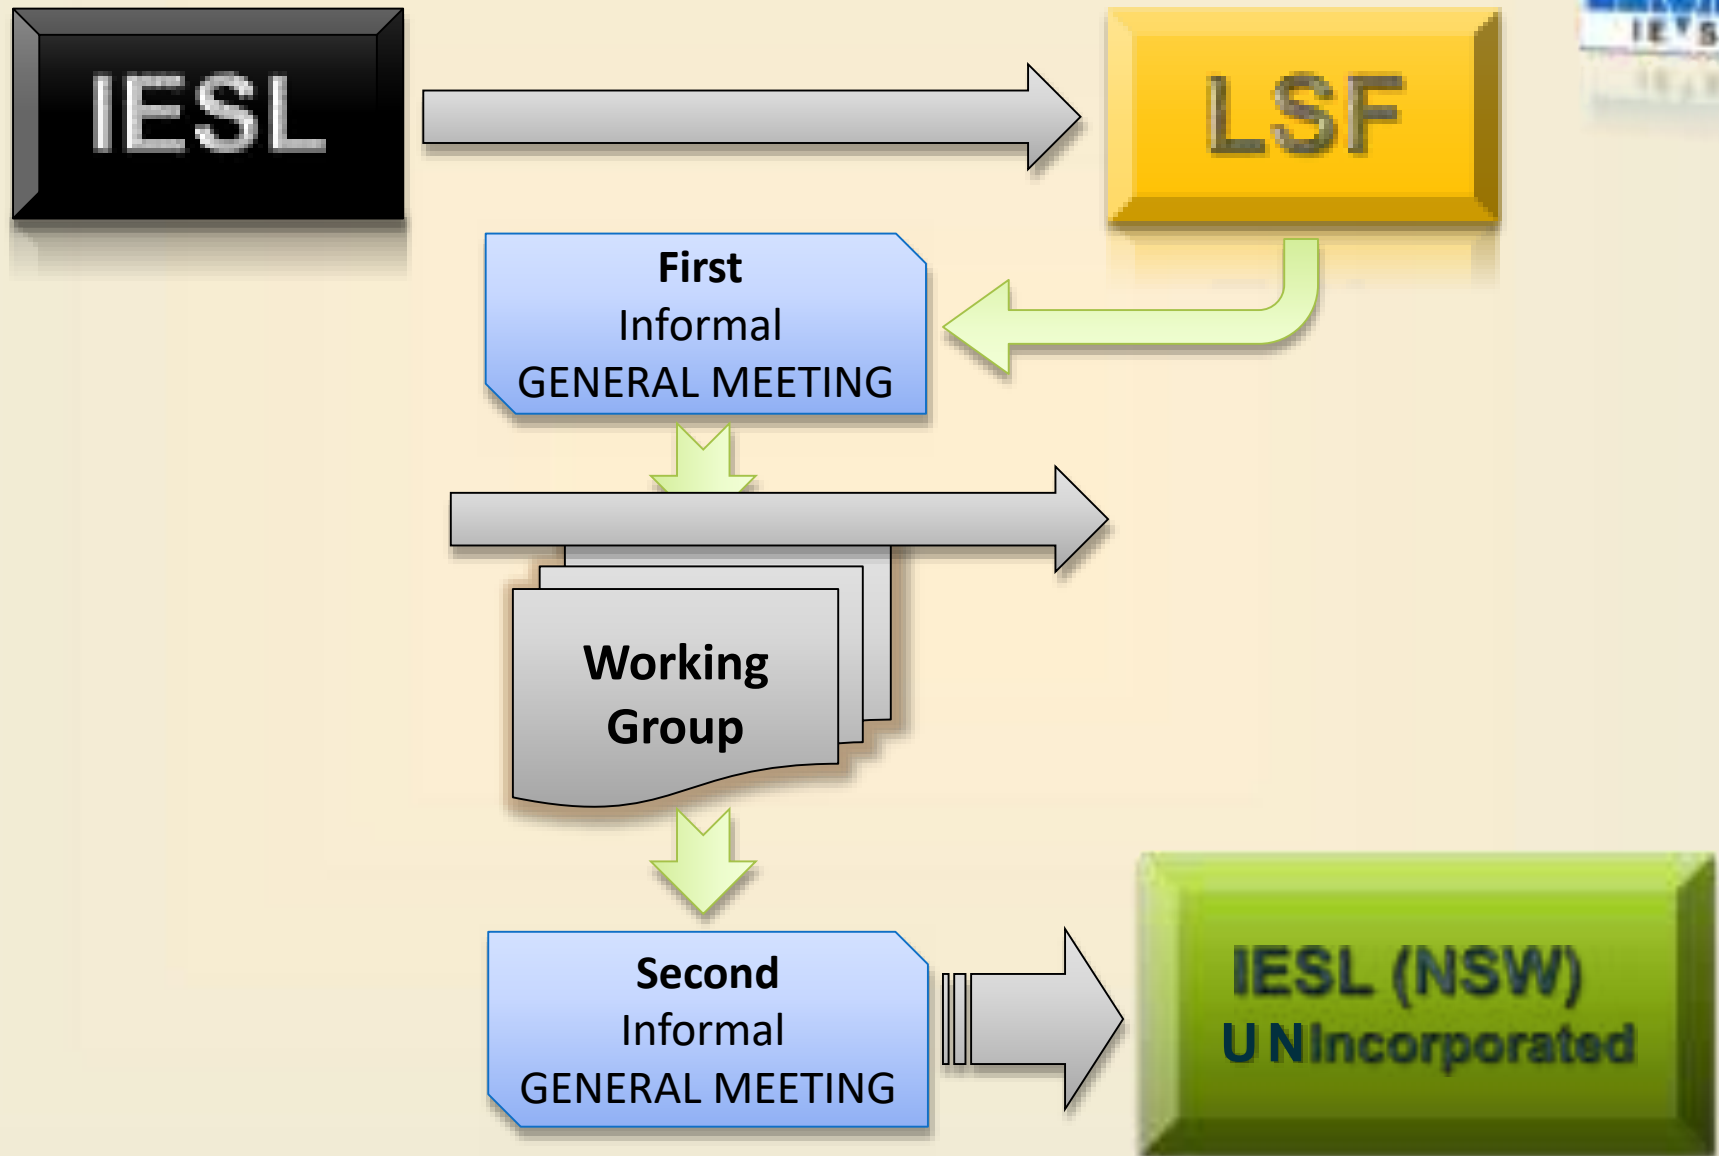 IESL
LSF
First
Informal
GENERAL MEETING
Working
Group
Second
Informal
GENERAL MEETING
IESL (NSW)
UNIncorporated